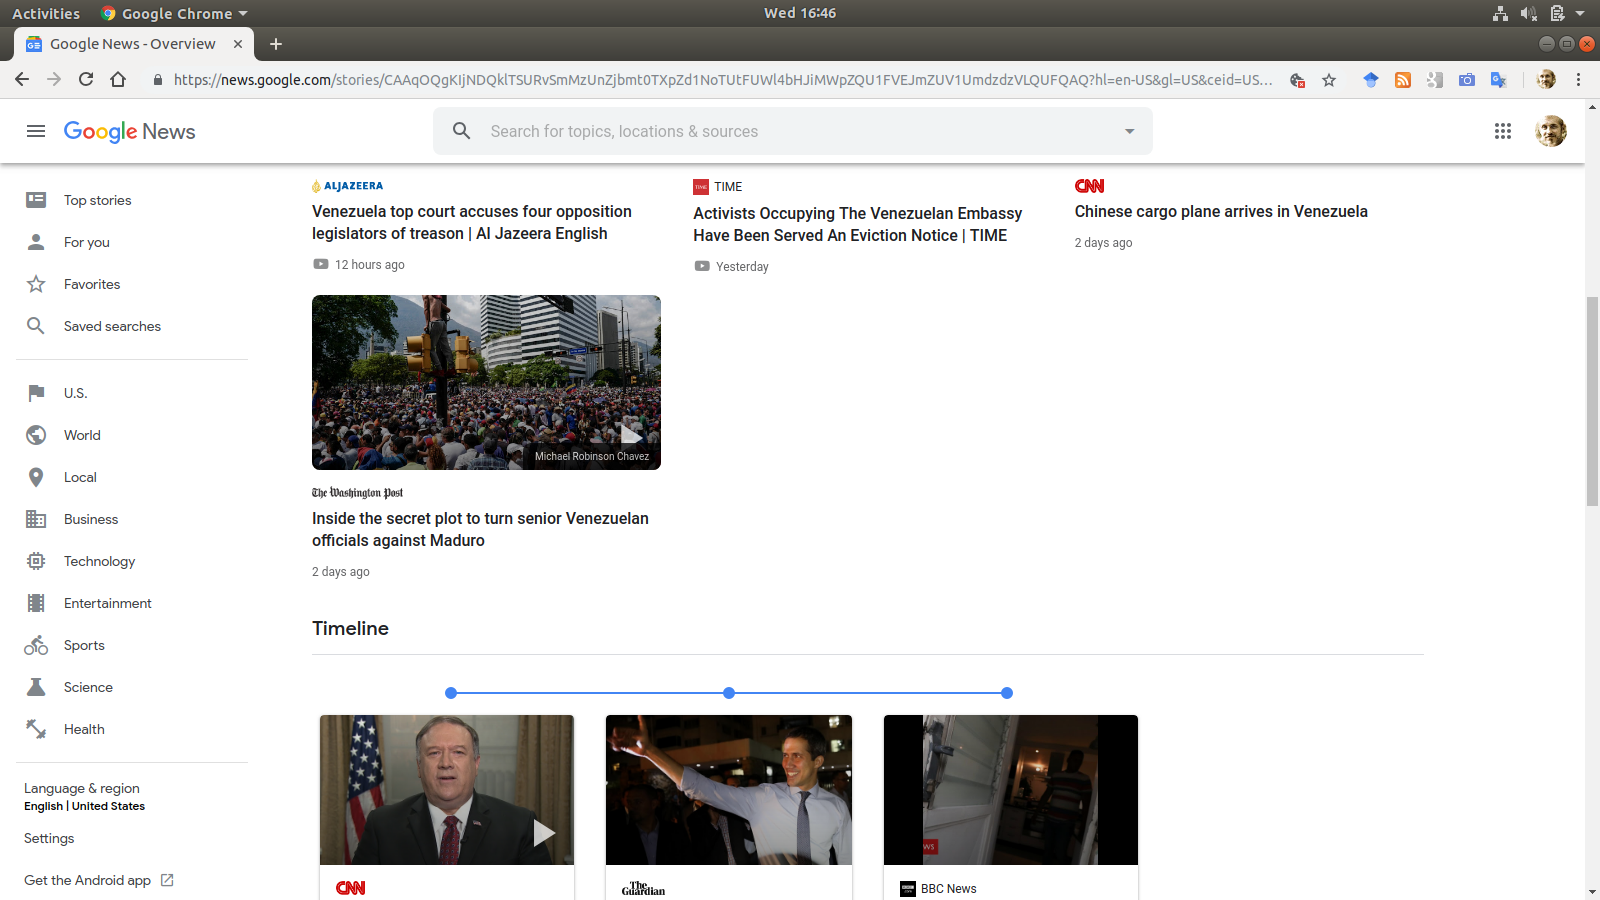 Activities
Google Chrome
Wed 16:46
Google News - Overview
https://news.google.com/stories/CAAqOQgKIjNDQklTSURvSmMzUnZjbmt0TXpZd1NoTUtFUWl4bHJiMWpZQU1FVEJmZUV1UmdzdzVLQUFQAQ?hl=en-US&gl=US&ceid=US...
Google News
Search for topics, locations & sources
Top stories
For you
Favorites
Saved searches
U.S.
World
Local
Business
Technology
Entertainment
Sports
Science
Health
Language & region
English | United States
Settings
Get the Android app
ALJAZEERA
Venezuela top court accuses four opposition
legislators of treason | Al Jazeera English
12 hours ago
TIME
TIME
Activists Occupying The Venezuelan Embassy
Have Been Served An Eviction Notice | TIME
Yesterday
CNN
Chinese cargo plane arrives in Venezuela
2 days ago
Michael Robinson Chavez
The Washington Post
Inside the secret plot to turn senior Venezuelan
officials against Maduro
2 days ago
Timeline
CNN
The
Guardian
WS
BBC News